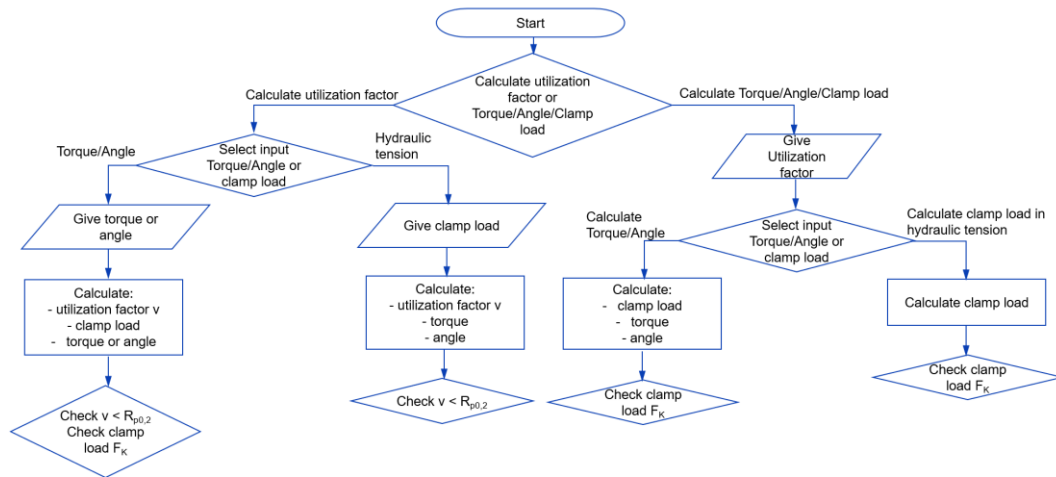 Start
Calculate utilization
factor or
Torque/Angle/Clamp
load
Calculate utilization factor
Calculate Torque/Angle/Clamp load
Select input
Torque/Angle or
clamp load
Torque/Angle
Hydraulic
tension
Give torque or
angle
Calculate:
- utilization factor v
- clamp load
- torque or angle
Check v < Rp0,2
Check clamp
load FK
Give clamp load
Calculate:
- utilization factor v
- torque
- angle
Check v < Rp0,2
Give
Utilization
factor
Select input
Torque/Angle or
clamp load
Calculate
Torque/Angle
Calculate clamp load in
hydraulic tension
Calculate:
- clamp load
- torque
- angle
Check clamp
load FK
Calculate clamp load
Check clamp
load FK